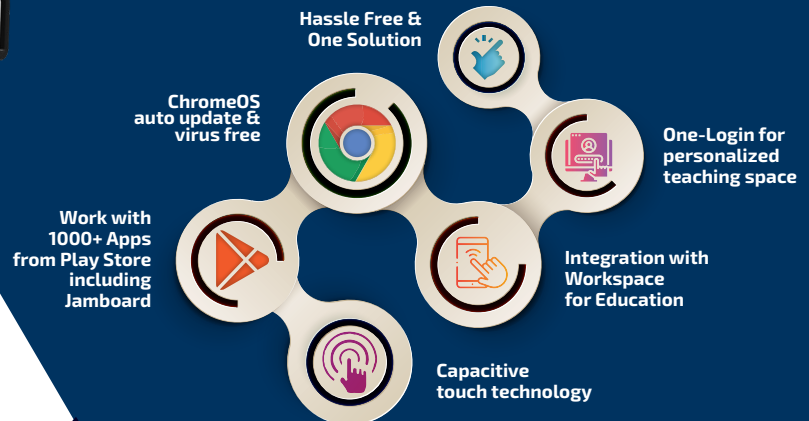 Hassle Free &
One Solution
ChromeOS
auto update &
virus free
One-Login for
personalized
teaching space
Work with
1000+ Apps
from Play Store
including
Jamboard
Integration with
Workspace
for Education
Capacitive
touch technology